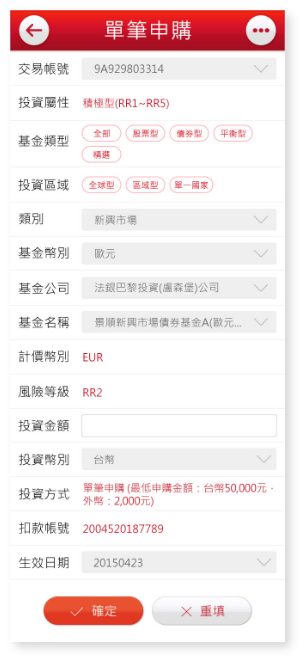 單筆申購
交易帳號 9A929803314
投資屬性 積極型(RR1~RR5)
基金類型 全部 股票型 債券型 平衡型
精選
投資區域 全球型 區域型 單一國家
類別 新興市場
基金幣別 歐元
基金公司 法銀巴黎投資(盧森堡)公司
基金名稱 景順新興市場債券基金A(歐元...
計價幣別 EUR
風險等級 RR2
投資金額
投資幣別 台幣
投資方式 單筆申購 (最低申購金額：台幣50,000元、
外幣：2,000元)
扣款帳號 2004520187789
生效日期 20150423
確定 重填